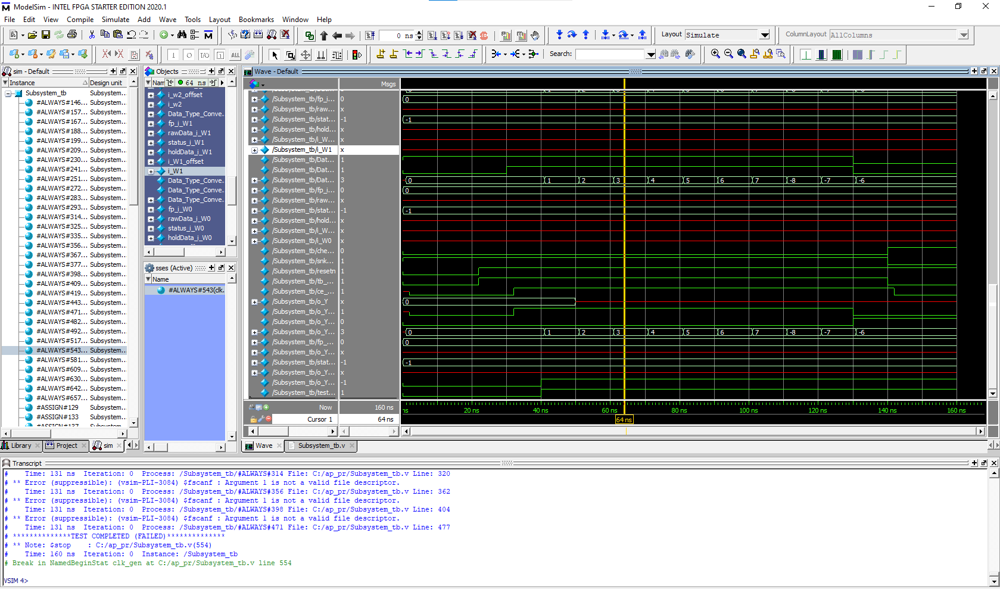 ModelSim - INTEL FPGA STARTER EDITION 2020.1
File Edit View Compile Simulate Add Wave Tools Layout Bookmarks Window Help
0 ns
Layout Simulate
ColumnLayout AllColumns
Search:
sim - Default
Instance Design unit
Subsystem_tb Subsystem...
#ALWAYS#146... Subsystem...
#ALWAYS#157... Subsystem...
#ALWAYS#167... Subsystem...
#ALWAYS#188... Subsystem...
#ALWAYS#199... Subsystem...
#ALWAYS#209... Subsystem...
#ALWAYS#230... Subsystem...
#ALWAYS#241... Subsystem...
#ALWAYS#251... Subsystem...
#ALWAYS#272... Subsystem...
#ALWAYS#283... Subsystem...
#ALWAYS#293... Subsystem...
#ALWAYS#314... Subsystem...
#ALWAYS#325... Subsystem...
#ALWAYS#335... Subsystem...
#ALWAYS#356... Subsystem...
#ALWAYS#367... Subsystem...
#ALWAYS#377... Subsystem...
#ALWAYS#398... Subsystem...
#ALWAYS#409... Subsystem...
#ALWAYS#419... Subsystem...
#ALWAYS#443... Subsystem...
#ALWAYS#471... Subsystem...
#ALWAYS#482... Subsystem...
#ALWAYS#492... Subsystem...
#ALWAYS#517... Subsystem...
#ALWAYS#543... Subsystem...
#ALWAYS#581... Subsystem...
#ALWAYS#609... Subsystem...
#ALWAYS#630... Subsystem...
#ALWAYS#642... Subsystem...
#ALWAYS#657... Subsystem...
#ASSIGN#129 Subsystem...
#ASSIGN#133 Subsystem...
#ASSIGN#137 Subsystem...
Library Project sim
Objects
64 ns
i_w2_offset
i_w2
Data_Type_Conve.
fp_i_W1
rawData_i_W1
status_i_W1
holdData_i_W1
i_W1_offset
i_W1
Data_Type_Conve.
Data_Type_Conve.
Data_Type_Conve.
fp_i_W0
rawData_i_W0
status_i_W0
holdData_i_W0
sses (Active)
Name
#ALWAYS#543(clk.
Wave - Default
Msgs
/Subsystem_tb/fp_i... 0 0
/Subsystem_tb/raw... x
/Subsystem_tb/stat... -1 -1
/Subsystem_tb/hold... x
/Subsystem_tb/i_W... x
/Subsystem_tb/i_W1 x
/Subsystem_tb/Dat... 1
/Subsystem_tb/Dat... 1
/Subsystem_tb/Dat... 3 0 1 2 3 4 5 6 7 -8 -7 -6
/Subsystem_tb/fp_i... 0 0
/Subsystem_tb/raw... x
/Subsystem_tb/stat... -1 -1
/Subsystem_tb/hold... x
/Subsystem_tb/i_W... x
/Subsystem_tb/i_W0 x
/Subsystem_tb/che... 0
/Subsystem_tb/snk... 1
/Subsystem_tb/resetn 1
/Subsystem_tb/tb_... 1
/Subsystem_tb/ce_... 1
/Subsystem_tb/o_Y x 0
/Subsystem_tb/o_Y... 1
/Subsystem_tb/o_Y... 0
/Subsystem_tb/o_Y... 3 0 1 2 3 4 5 6 7 -8 -7 -6
/Subsystem_tb/fp_... 0 0
/Subsystem_tb/o_Y... x
/Subsystem_tb/stat... -1 -1
/Subsystem_tb/o_Y... x
/Subsystem_tb/o_Y... -1
/Subsystem_tb/test... 1
Now 160 ns ns 20 ns 40 ns 60 ns 80 ns 100 ns 120 ns 140 ns 160 ns
Cursor 1 64 ns 64 ns
Wave Subsystem_tb.v
Transcript
# Time: 131 ns Iteration: 0 Process: /Subsystem_tb/#ALWAYS#314 File: C:/ap_pr/Subsystem_tb.v Line: 320
# ** Error (suppressible): (vsim-PLI-3084) $fscanf : Argument 1 is not a valid file descriptor.
# Time: 131 ns Iteration: 0 Process: /Subsystem_tb/#ALWAYS#356 File: C:/ap_pr/Subsystem_tb.v Line: 362
# ** Error (suppressible): (vsim-PLI-3084) $fscanf : Argument 1 is not a valid file descriptor.
# Time: 131 ns Iteration: 0 Process: /Subsystem_tb/#ALWAYS#398 File: C:/ap_pr/Subsystem_tb.v Line: 404
# ** Error (suppressible): (vsim-PLI-3084) $fscanf : Argument 1 is not a valid file descriptor.
# Time: 131 ns Iteration: 0 Process: /Subsystem_tb/#ALWAYS#471 File: C:/ap_pr/Subsystem_tb.v Line: 477
# **************TEST COMPLETED (FAILED)**************
# ** Note: $stop : C:/ap_pr/Subsystem_tb.v(554)
# Time: 160 ns Iteration: 0 Instance: /Subsystem_tb
# Break in NamedBeginStat clk_gen at C:/ap_pr/Subsystem_tb.v line 554
VSIM 4>